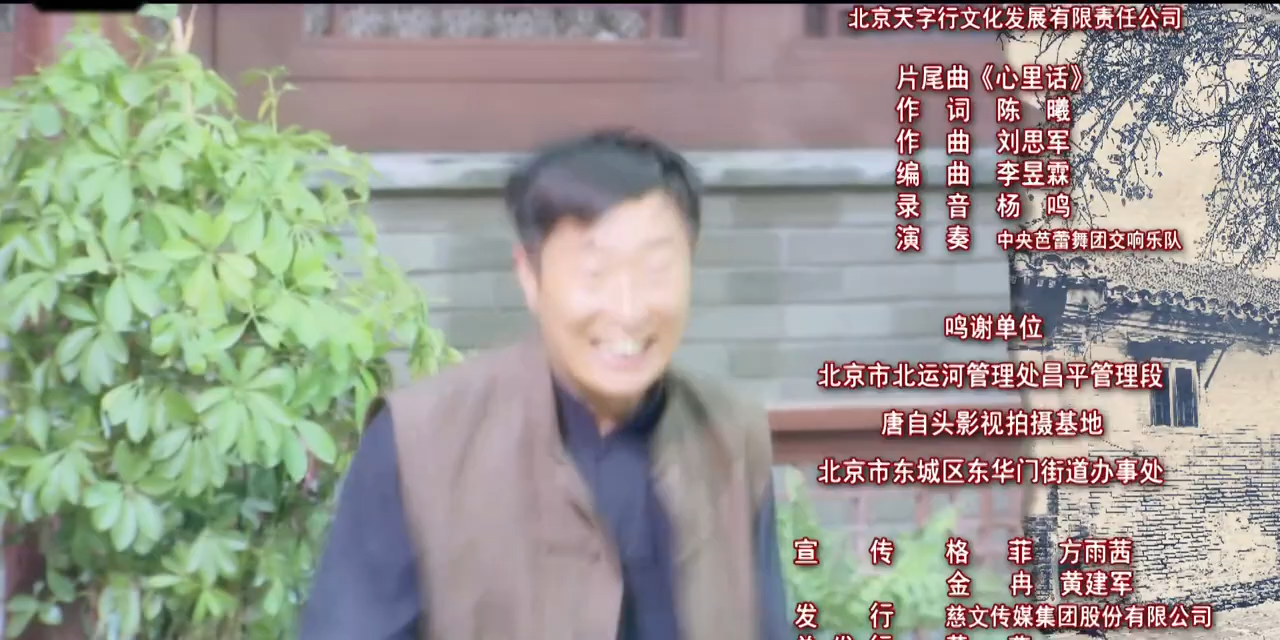 北京天字行文化发展有限责任公司
片尾曲《心里话》
作 词 陈 曦
作 曲 刘思军
编 曲 李昱霖
录 音 杨 鸣
演 奏 中央芭蕾舞团交响乐队
鸣谢单位
北京市北运河管理处昌平管理段
唐自头影视拍摄基地
北京市东城区东华门街道办事处
宣 传 格 菲 方雨茜
金 冉 黄建军
发 行 慈文传媒集团股份有限公司